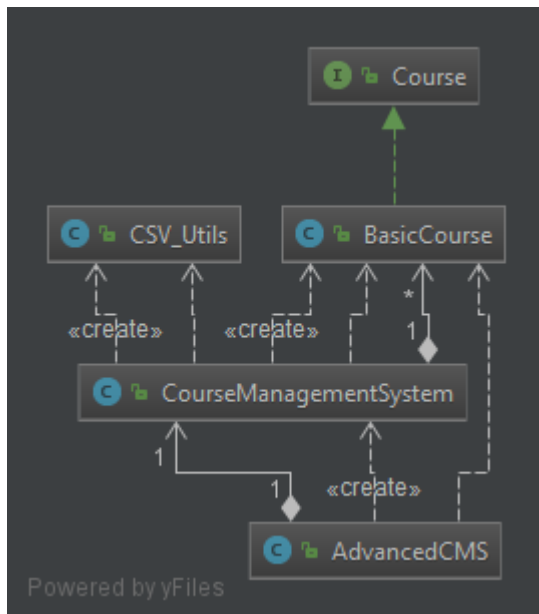 I Course
C CSV_Utils
C BasicCourse
«create»
«create»
*
1
C CourseManagementSystem
1
1
«create»
C AdvancedCMS
Powered by yFiles